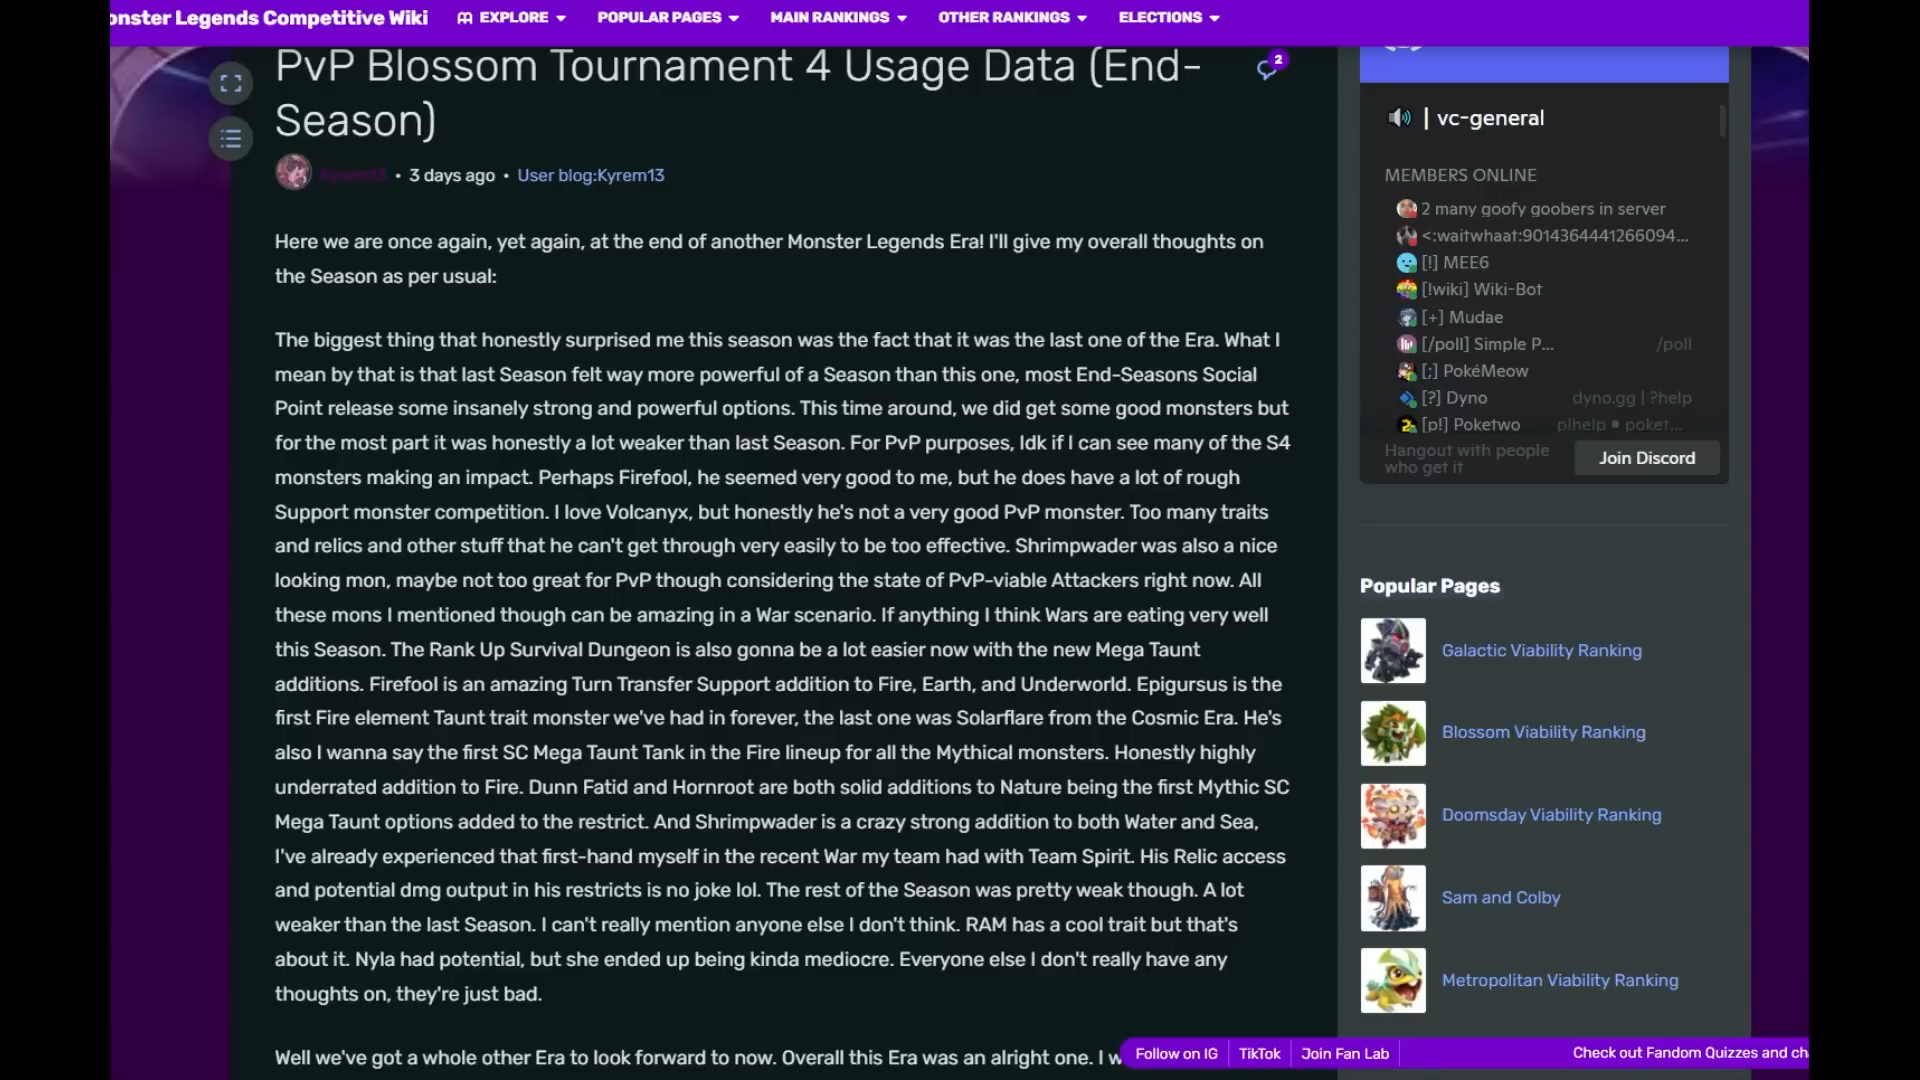 onster Legends Competitive Wiki
EXPLORE
POPULAR PAGES
MAIN RANKINGS
OTHER RANKINGS
ELECTIONS
PvP Blossom Tournament 4 Usage Data (End-
Season)
2
Kyrem13 • 3 days ago • User blog:Kyrem13
Here we are once again, yet again, at the end of another Monster Legends Era! I'll give my overall thoughts on
the Season as per usual:
The biggest thing that honestly surprised me this season was the fact that it was the last one of the Era. What I
mean by that is that last Season felt way more powerful of a Season than this one, most End-Seasons Social
Point release some insanely strong and powerful options. This time around, we did get some good monsters but
for the most part it was honestly a lot weaker than last Season. For PvP purposes, Idk if I can see many of the S4
monsters making an impact. Perhaps Firefool, he seemed very good to me, but he does have a lot of rough
Support monster competition. I love Volcanyx, but honestly he's not a very good PvP monster. Too many traits
and relics and other stuff that he can't get through very easily to be too effective. Shrimpwader was also a nice
looking mon, maybe not too great for PvP though considering the state of PvP-viable Attackers right now. All
these mons I mentioned though can be amazing in a War scenario. If anything I think Wars are eating very well
this Season. The Rank Up Survival Dungeon is also gonna be a lot easier now with the new Mega Taunt
additions. Firefool is an amazing Turn Transfer Support addition to Fire, Earth, and Underworld. Epigursus is the
first Fire element Taunt trait monster we've had in forever, the last one was Solarflare from the Cosmic Era. He's
also I wanna say the first SC Mega Taunt Tank in the Fire lineup for all the Mythical monsters. Honestly highly
underrated addition to Fire. Dunn Fatid and Hornroot are both solid additions to Nature being the first Mythic SC
Mega Taunt options added to the restrict. And Shrimpwader is a crazy strong addition to both Water and Sea,
I've already experienced that first-hand myself in the recent War my team had with Team Spirit. His Relic access
and potential dmg output in his restricts is no joke lol. The rest of the Season was pretty weak though. A lot
weaker than the last Season. I can't really mention anyone else I don't think. RAM has a cool trait but that's
about it. Nyla had potential, but she ended up being kinda mediocre. Everyone else I don't really have any
thoughts on, they're just bad.
Well we've got a whole other Era to look forward to now. Overall this Era was an alright one. I w
| vc-general
MEMBERS ONLINE
2 many goofy goobers in server
<:waitwhaat:9014364441266094...
[!] MEE6
[!wiki] Wiki-Bot
[+] Mudae
[/poll] Simple P... /poll
[;] PokéMeow
[?] Dyno dyno.gg | ?help
[p!] Poketwo p!help • poket...
Hangout with people
who get it
Join Discord
Popular Pages
Galactic Viability Ranking
Blossom Viability Ranking
Doomsday Viability Ranking
Sam and Colby
Metropolitan Viability Ranking
Follow on IG
TikTok
Join Fan Lab
Check out Fandom Quizzes and ch